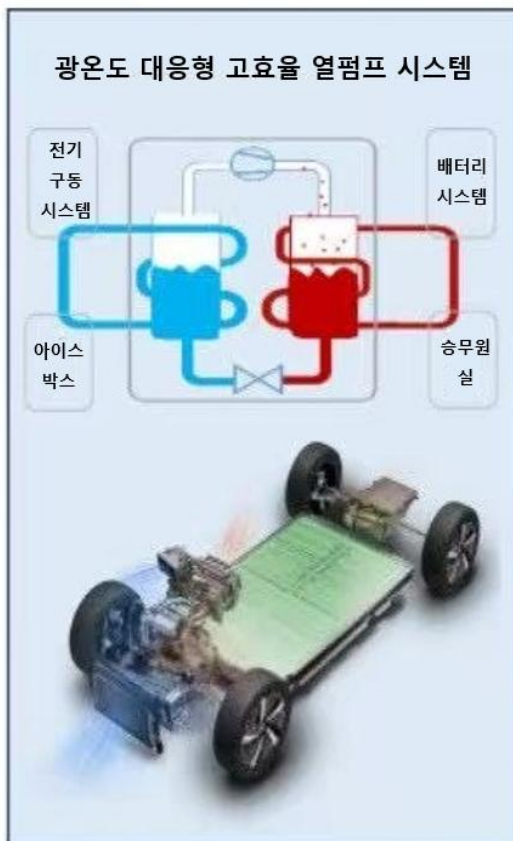 광온도 대응형 고효율 열펌프 시스템
전기
구동
시스템
배터리
시스템
아이스
박스
승무원
실